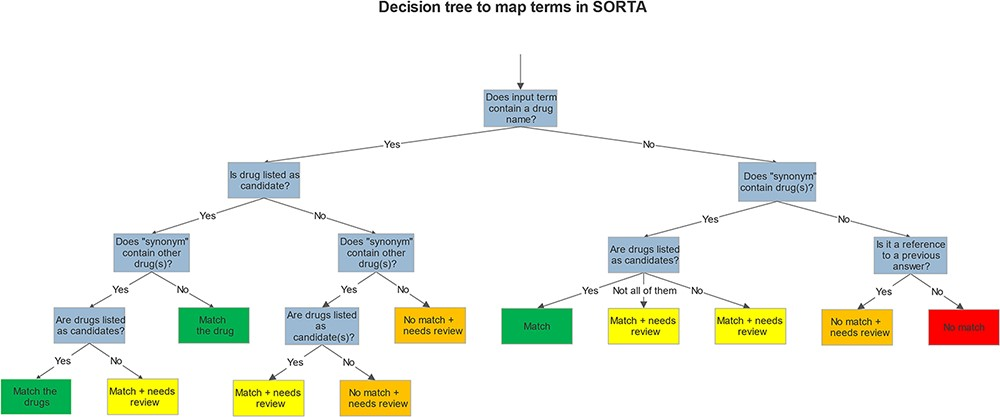 Decision tree to map terms in SORTA
Does input term
contain a drug
name?
Yes
No
Is drug listed as
candidate?
Does "synonym"
contain drug(s)?
Yes
No
Yes
No
Does "synonym"
contain other
drug(s)?
Does "synonym"
contain other
drug(s)?
Are drugs listed
as candidates?
Is it a reference
to a previous
answer?
Yes
No
Yes
No
Yes
Not all of them
No
Yes
No
Are drugs listed
as candidates?
Match
the drug
Are drugs listed
as
candidate(s)?
No match +
needs review
Match
Match + needs
review
Match + needs
review
No match +
needs review
No match
Yes
No
Yes
No
Match the
drugs
Match + needs
review
Match + needs
review
No match +
needs review